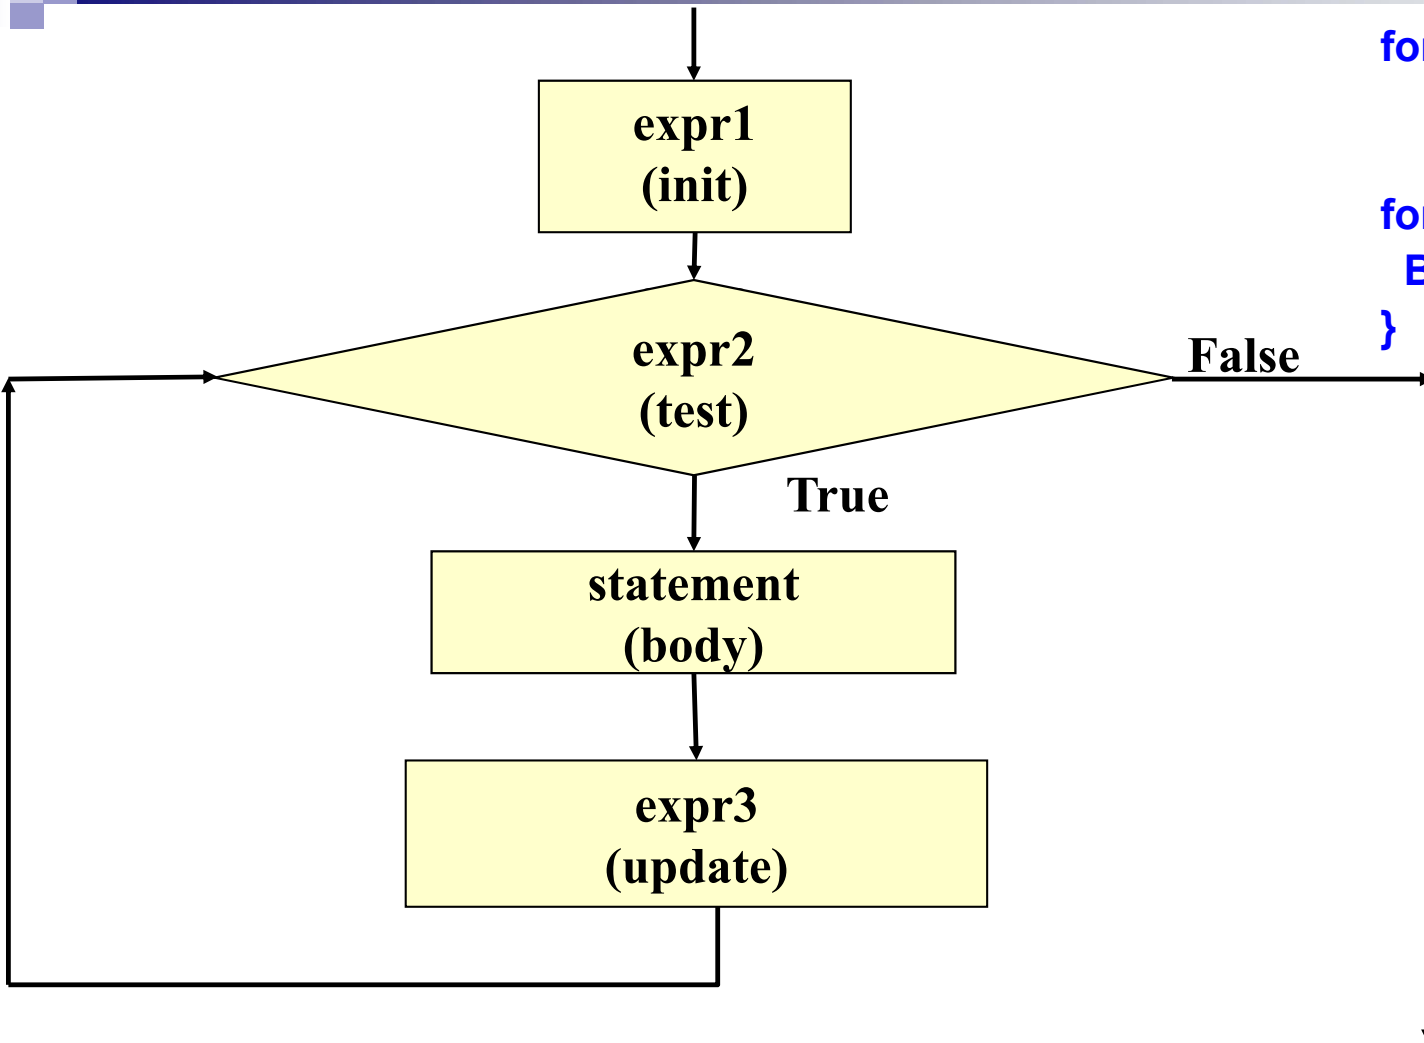 expr1
(init)
expr2
(test)
False
True
statement
(body)
expr3
(update)
}